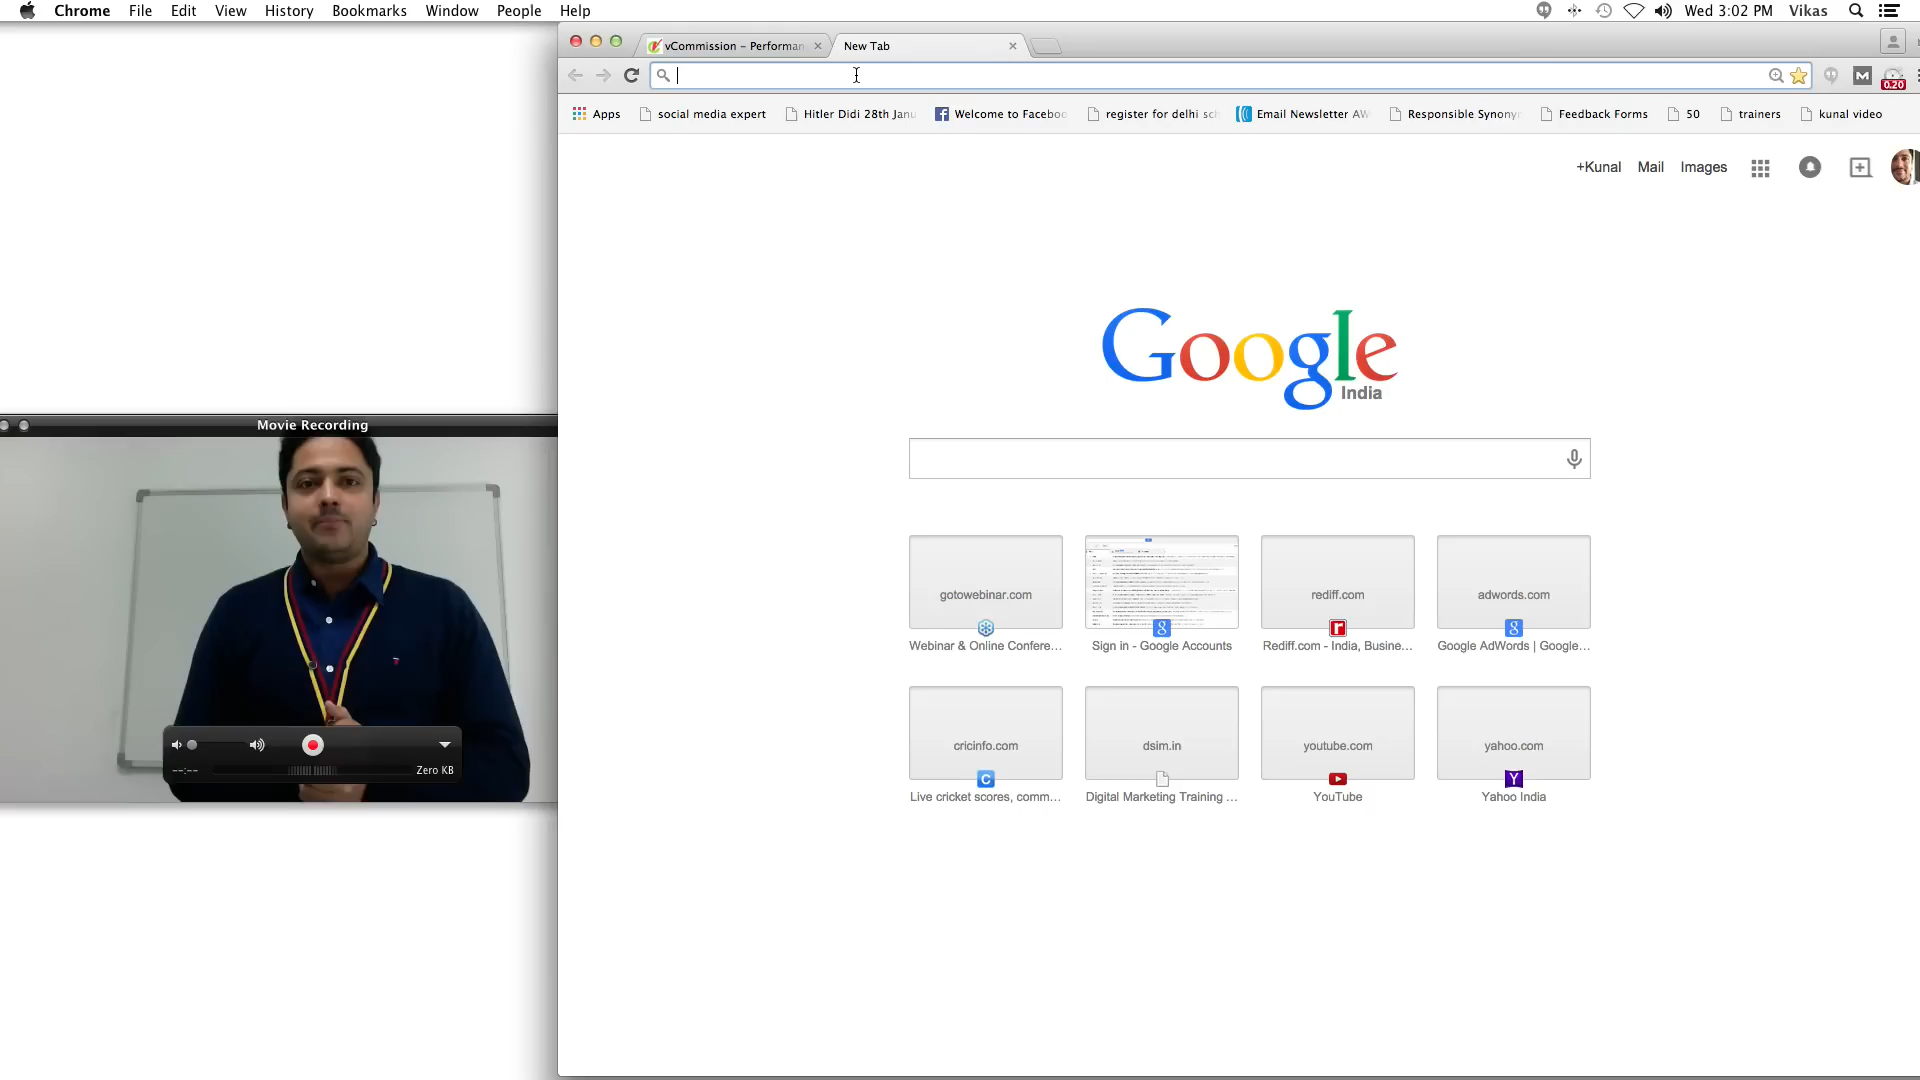 Chrome File Edit View History Bookmarks Window People Help
Wed 3:02 PM Vikas
vCommission – Performan
New Tab
M
0.20
Apps
social media expert
Hitler Didi 28th Janu
Welcome to Faceboo
register for delhi sch
Email Newsletter AW
Responsible Synony
Feedback Forms
50
trainers
kunal video
+Kunal Mail Images
Google
India
Movie Recording
--:--
Zero KB
gotowebinar.com
Webinar & Online Confere...
Sign in - Google Accounts
rediff.com
Rediff.com - India, Busine...
adwords.com
Google AdWords | Google...
cricinfo.com
Live cricket scores, comm...
dsim.in
Digital Marketing Training ...
youtube.com
YouTube
yahoo.com
Yahoo India